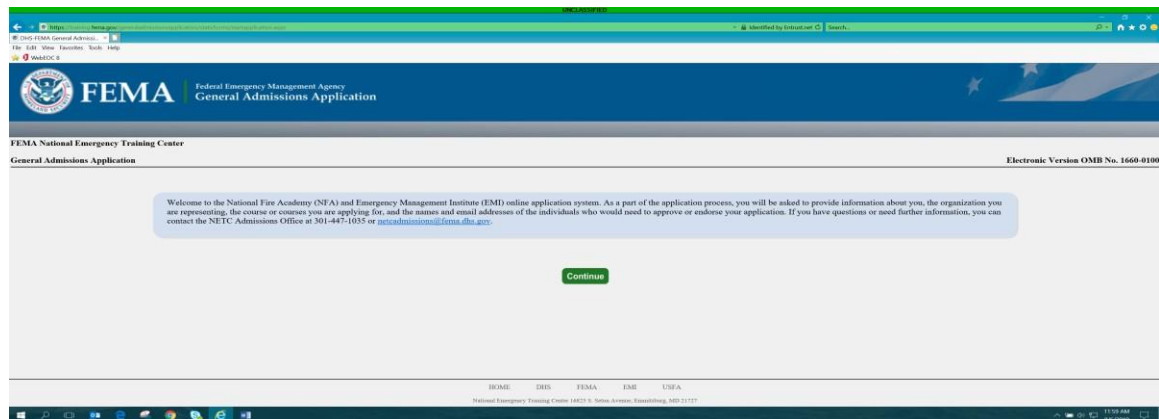 UNCLASSIFIED
Identified by Entrust.net
Search...
DHS-FEMA General Admissi...
File Edit View Favorites Tools Help
WebEOC 8
FEMA
Federal Emergency Management Agency
General Admissions Application
FEMA National Emergency Training Center
General Admissions Application
Electronic Version OMB No. 1660-0100
Welcome to the National Fire Academy (NFA) and Emergency Management Institute (EMI) online application system. As a part of the application process, you will be asked to provide information about you, the organization you
are representing, the course or courses you are applying for, and the names and email addresses of the individuals who would need to approve or endorse your application. If you have questions or need further information, you can
contact the NETC Admissions Office at 301-447-1035 or netcadmissions@fema.dhs.gov.
Continue
HOME DHS FEMA EMI USFA
National Emergency Training Center 16825 S. Seton Avenue, Emmitsburg, MD 21727
11:59 AM